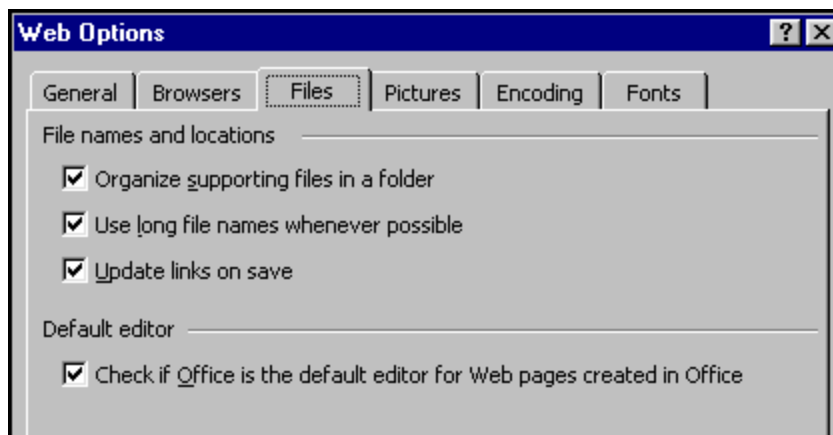 Web Options ?
General Browsers Files Pictures Encoding Fonts
File names and locations
Organize supporting files in a folder
Use long file names whenever possible
Update links on save
Default editor
Check if Office is the default editor for Web pages created in Office